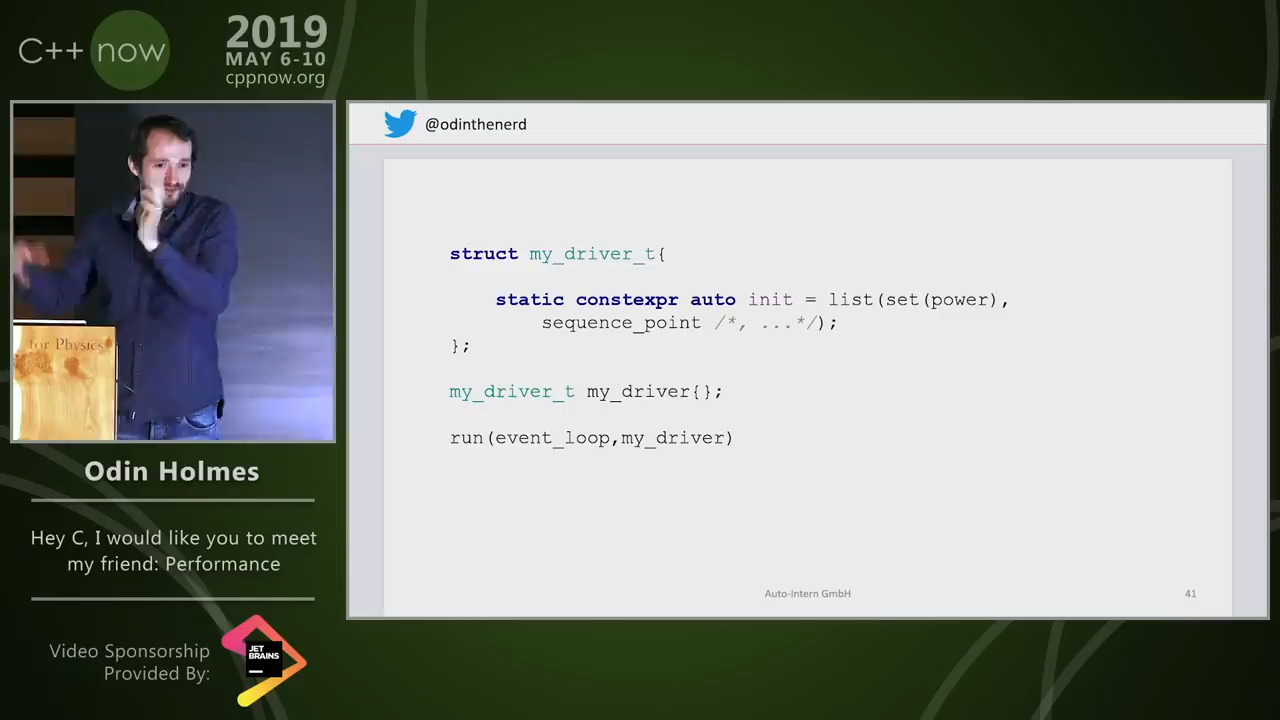 C++ now
2019
MAY 6-10
cppnow.org
@odinthenerd
struct my_driver_t{
static constexpr auto init = list(set(power),
sequence_point /*, ...*/);
};
my_driver_t my_driver{};
run(event_loop,my_driver)
Auto-Intern GmbH
41
for Physics
Odin Holmes
Hey C, I would like you to meet
my friend: Performance
Video Sponsorship
Provided By:
JET
BRAINS